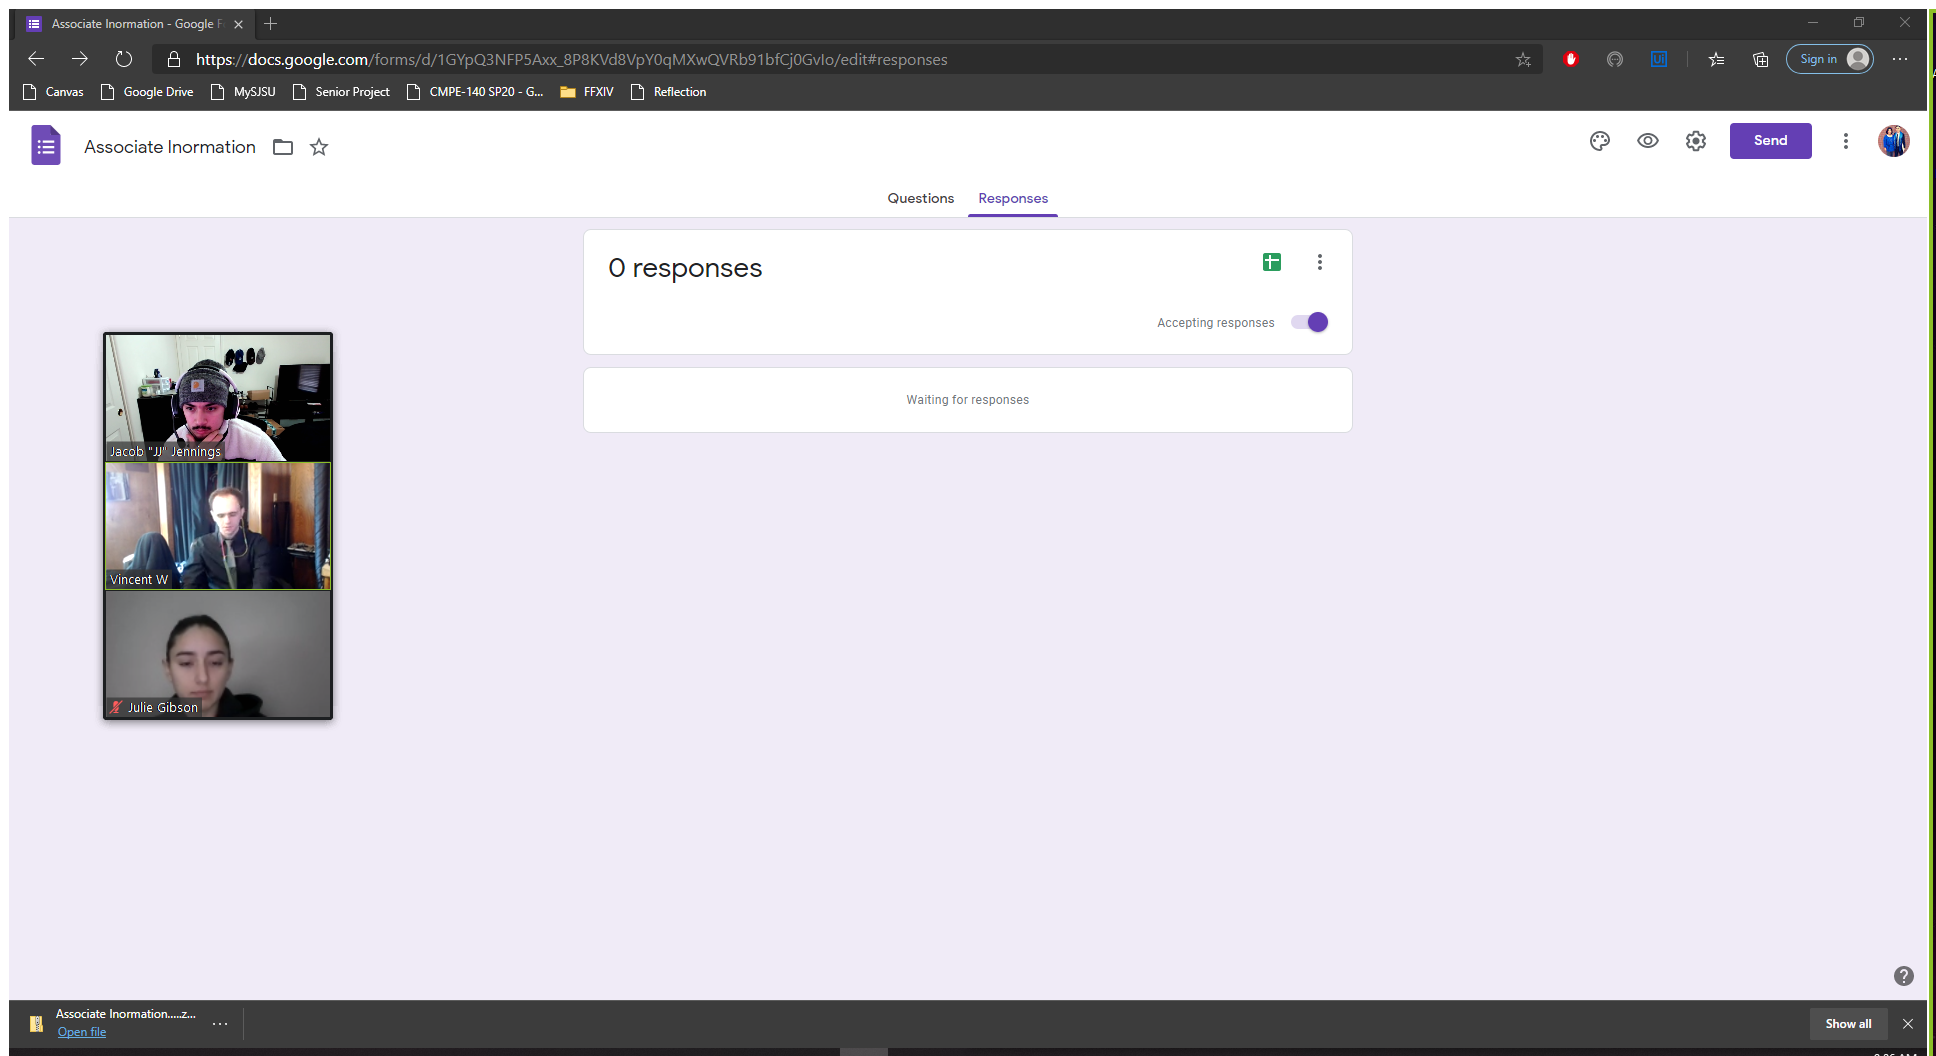 Associate Inormation - Google F
https://docs.google.com/forms/d/1GYpQ3NFP5Axx_8P8KVd8VpY0qMXwQVRb91bfCj0GvIo/edit#responses
Sign in
Canvas
Google Drive
MySJSU
Senior Project
CMPE-140 SP20 - G...
FFXIV
Reflection
Associate Inormation
Send
Questions
Responses
0 responses
Accepting responses
Waiting for responses
Jacob "JJ" Jennings
Vincent W
Julie Gibson
Associate Inormation.....z...
Open file
Show all